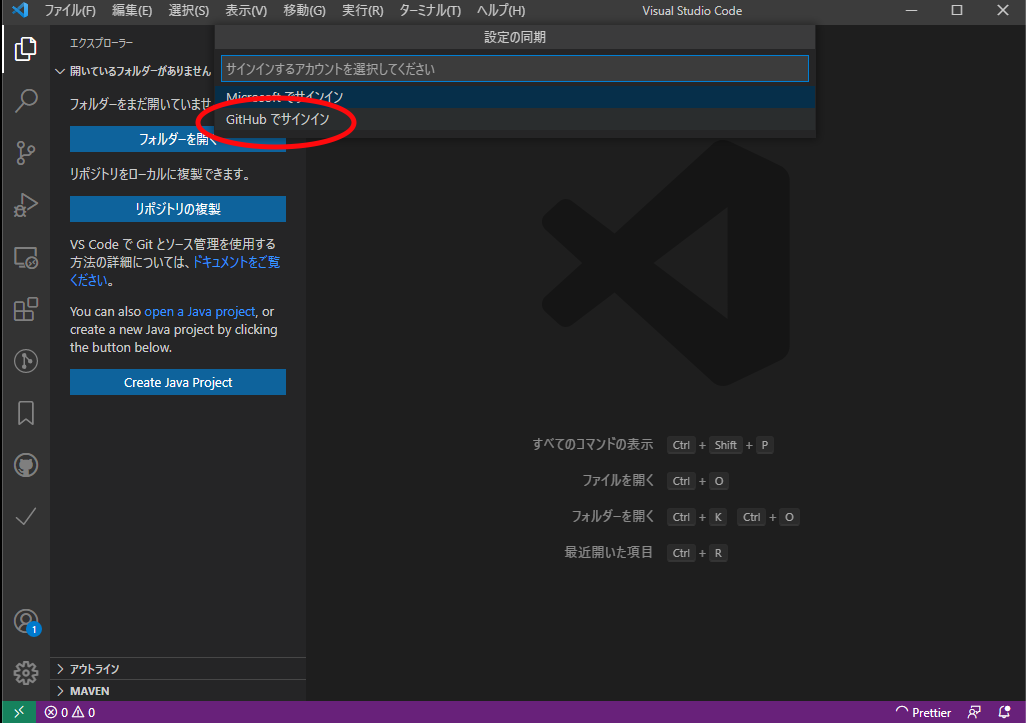 ファイル(F) 編集(E) 選択(S) 表示(V) 移動(G) 実行(R) ターミナル(T) ヘルプ(H) Visual Studio Code
設定の同期
サインインするアカウントを選択してください
Microsoft でサインイン
GitHub でサインイン
エクスプローラー
開いているフォルダーがありません
フォルダーをまだ開いていませ
フォルダーを開く
リポジトリをローカルに複製できます。
リポジトリの複製
VS Code で Git とソース管理を使用する
方法の詳細については、ドキュメントをご覧
ください。
You can also open a Java project, or
create a new Java project by clicking
the button below.
Create Java Project
すべてのコマンドの表示 Ctrl + Shift + P
ファイルを開く Ctrl + O
フォルダーを開く Ctrl + K Ctrl + O
最近開いた項目 Ctrl + R
1
アウトライン
MAVEN
0 0 Prettier